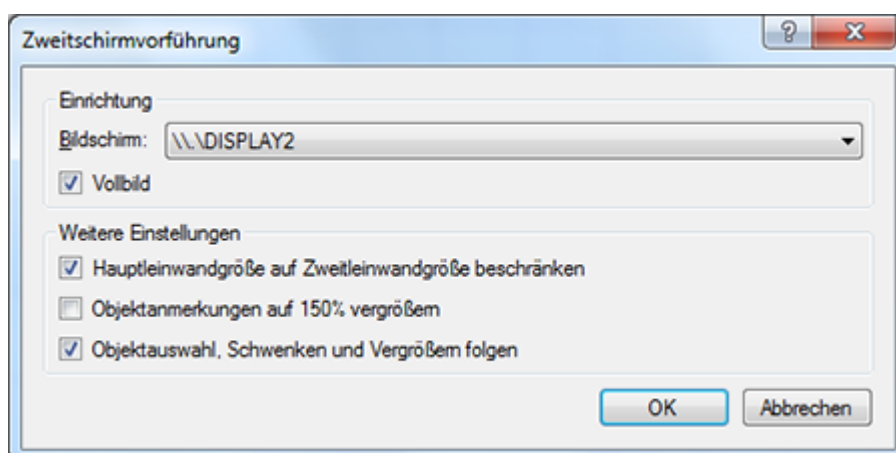 Zweitschirmvorführung
Einrichtung
Bildschirm: \\.\DISPLAY2
Vollbild
Weitere Einstellungen
Hauptleinwandgröße auf Zweitleinwandgröße beschränken
Objektanmerkungen auf 150% vergrößern
Objektauswahl, Schwenken und Vergrößern folgen
OK Abbrechen